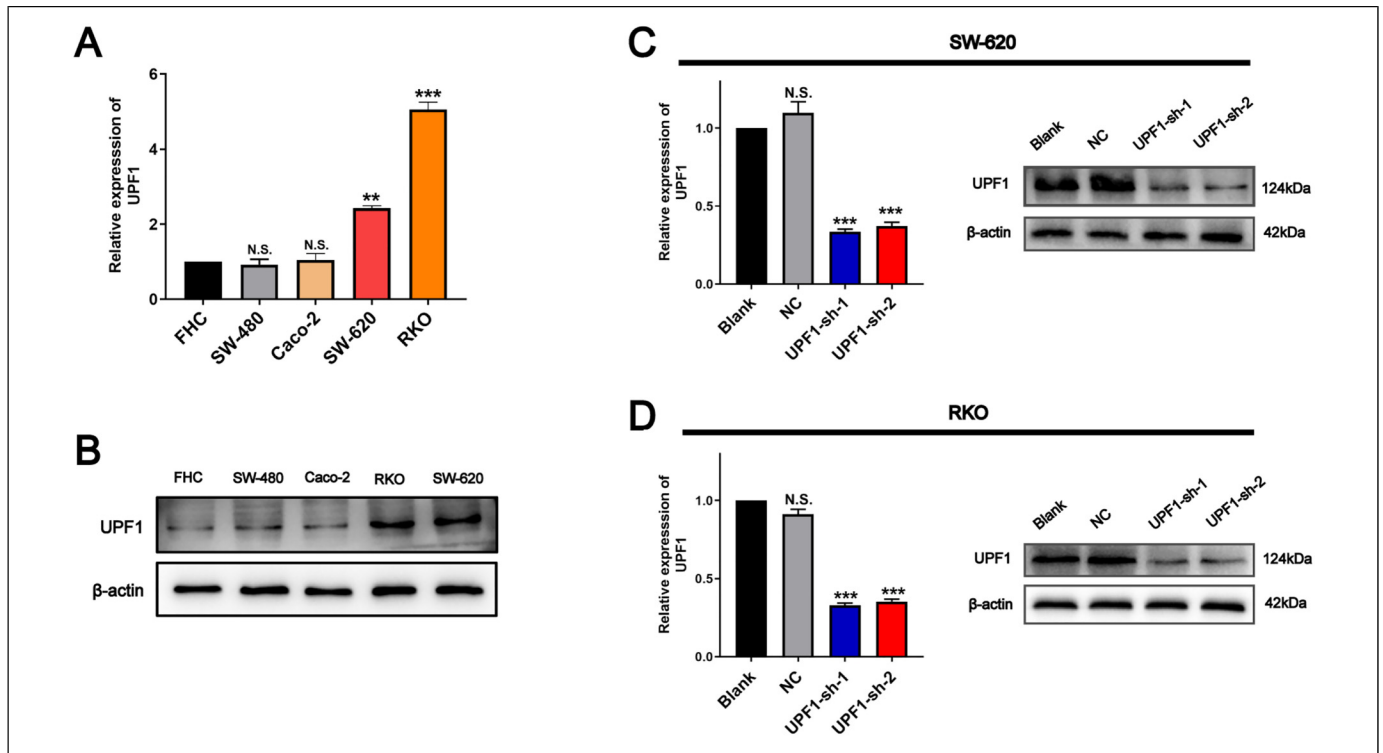 A
Relative expresssion of
UPF1
6
4
2
0
N.S.
N.S.
**
***
FHC
SW-480
Caco-2
SW-620
RKO
B
FHC SW-480 Caco-2 RKO SW-620
UPF1
β-actin
C
SW-620
Relative expresssion of
UPF1
1.0
0.5
0.0
N.S.
***
***
Blank
NC
UPF1-sh-1
UPF1-sh-2
Blank NC UPF1-sh-1 UPF1-sh-2
UPF1 124kDa
β-actin 42kDa
D
RKO
Relative expresssion of
UPF1
1.0
0.5
0.0
N.S.
***
***
Blank
NC
UPF1-sh-1
UPF1-sh-2
Blank NC UPF1-sh-1 UPF1-sh-2
UPF1 124kDa
β-actin 42kDa